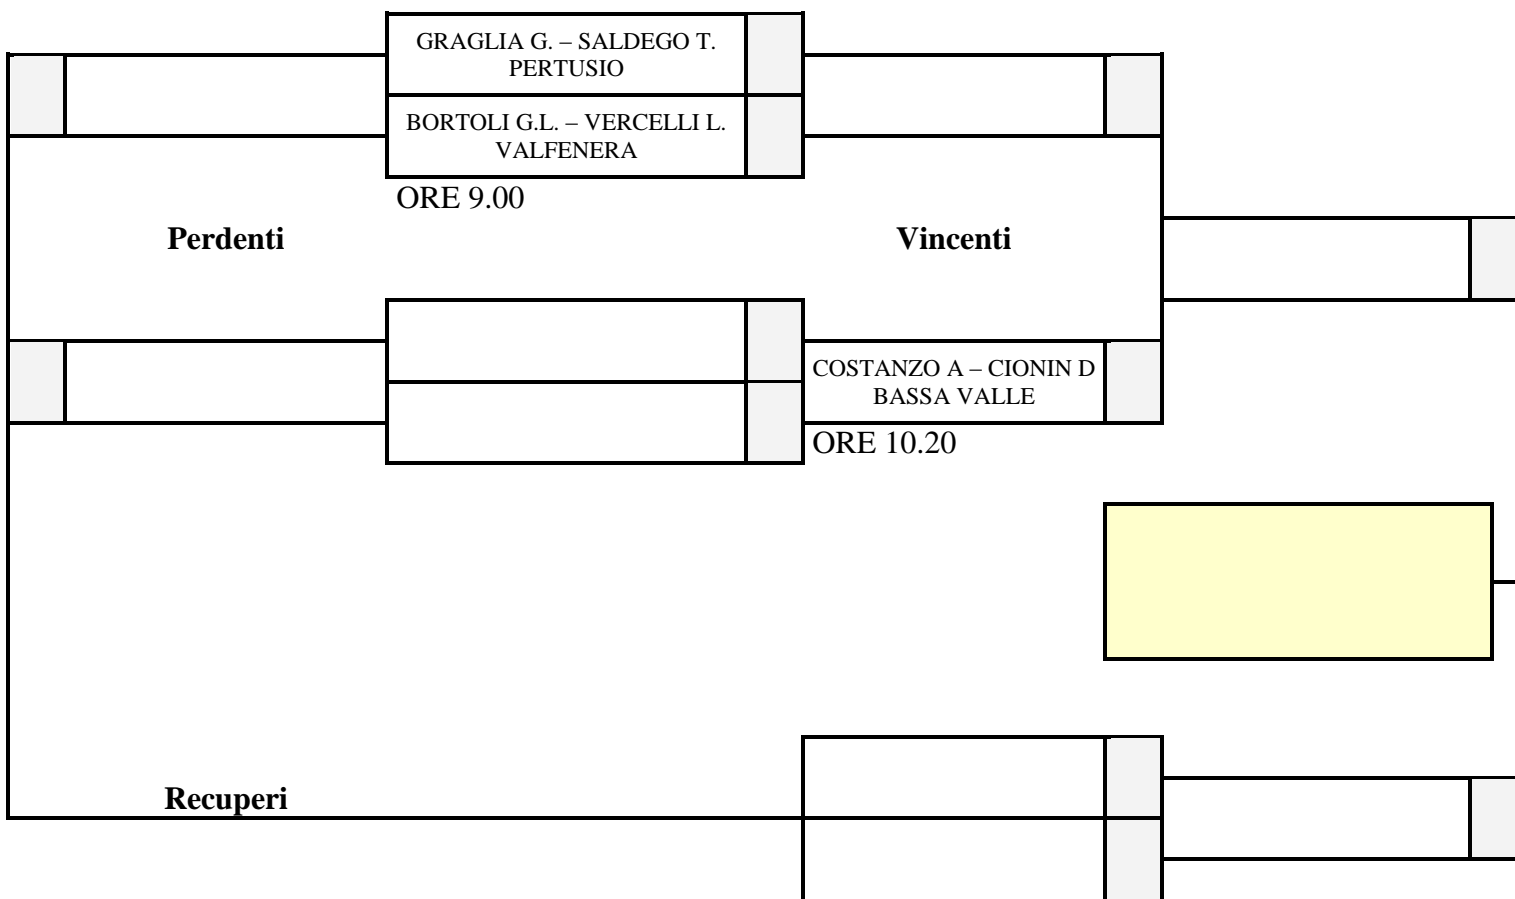 GRAGLIA G. – SALDEGO T.
PERTUSIO
BORTOLI G.L. – VERCELLI L.
VALFENERA
ORE 9.00
Perdenti
Vincenti
COSTANZO A – CIONIN D
BASSA VALLE
ORE 10.20
Recuperi